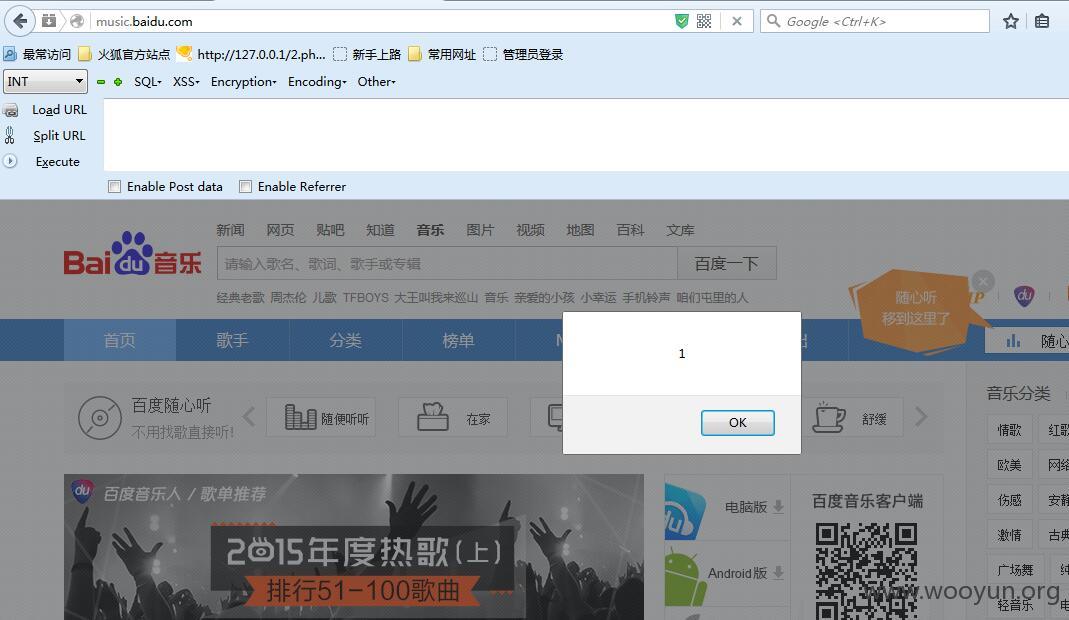 music.baidu.com
Google <Ctrl+K>
最常访问 火狐官方站点 http://127.0.0.1/2.ph... 新手上路 常用网址 管理员登录
INT SQL XSS Encryption Encoding Other
Load URL
Split URL
Execute
Enable Post data Enable Referrer
新闻 网页 贴吧 知道 音乐 图片 视频 地图 百科 文库
Bai du 音乐
请输入歌名、歌词、歌手或专辑 百度一下
经典老歌 周杰伦 儿歌 TFBOYS 大王叫我来巡山 音乐 亲爱的小孩 小幸运 手机铃声 咱们屯里的人
随心听
移到这里了
du
首页 歌手 分类 榜单
随心
1
OK
百度随心听
不用找歌直接听!
随便听听 在家 舒缓
音乐分类
情歌 红歌
欧美 网络
伤感 安静
激情 古典
广场舞
轻音乐
du 百度音乐人 / 歌单推荐
2015年度热歌(上)
排行51-100歌曲
du
电脑版
Android版
百度音乐客户端
www.wooyun.org